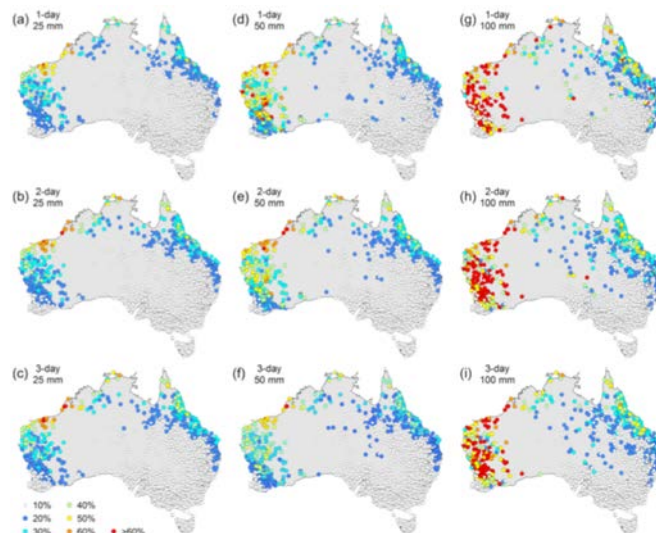 (a) 1-day
25 mm
(d) 1-day
50 mm
(g) 1-day
100 mm
(b) 2-day
25 mm
(e) 2-day
50 mm
(h) 2-day
100 mm
(c) 3-day
25 mm
(f) 3-day
50 mm
(i) 3-day
100 mm
10% 40%
20% 50%
30% 60% >60%